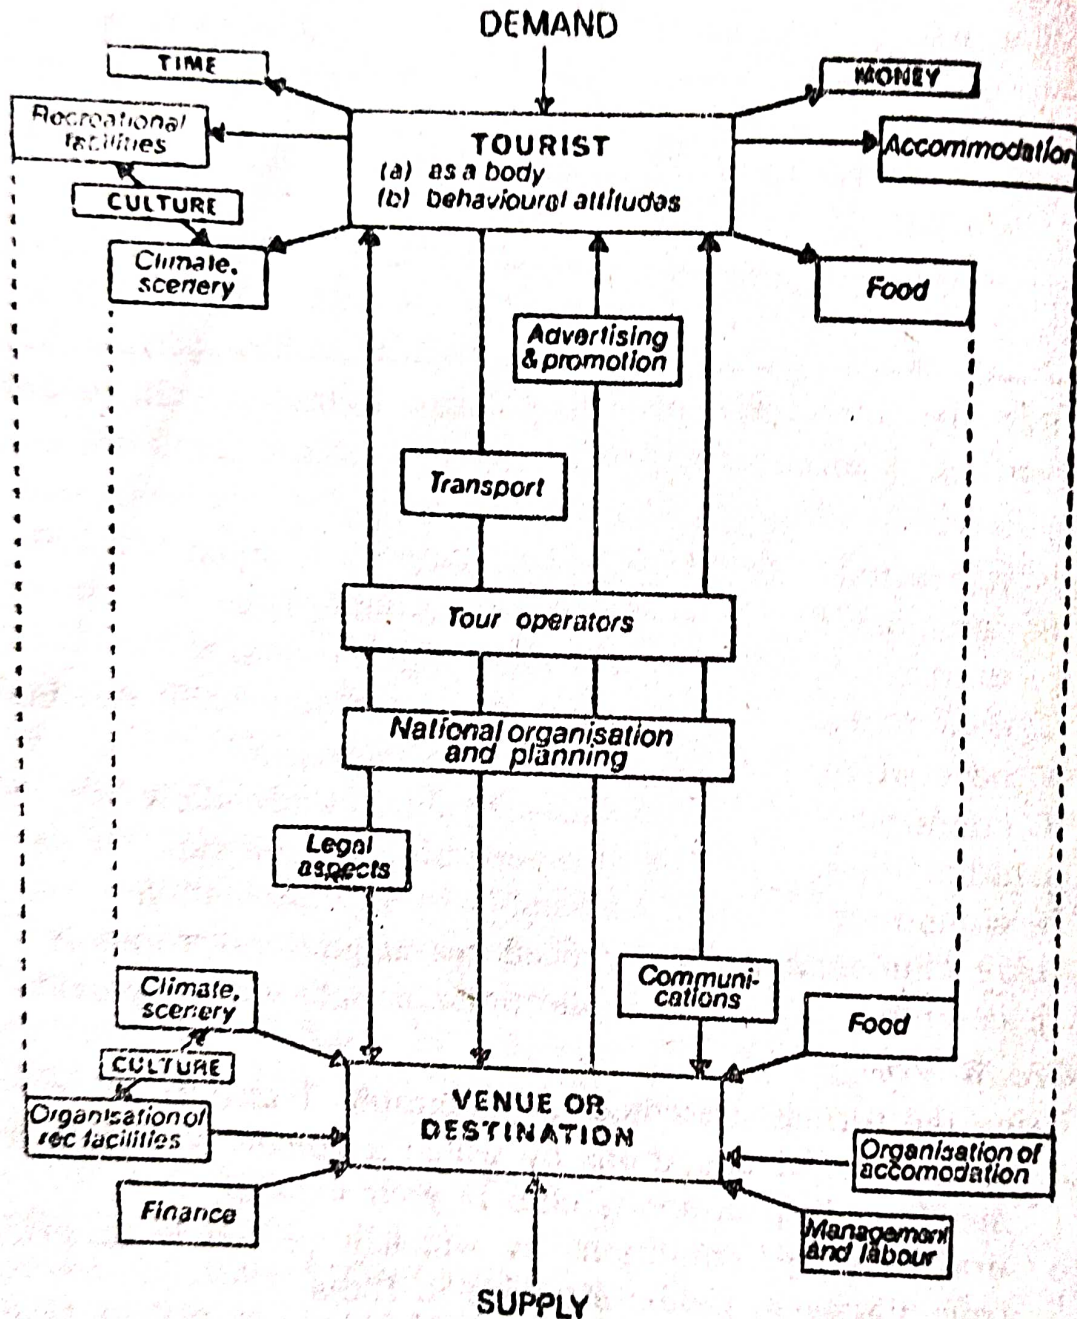 DEMAND
TIME
MONEY
Recreational
facilities
TOURIST
(a) as a body
(b) behavioural attitudes
Accommodation
CULTURE
Climate,
scenery
Food
Advertising
& promotion
Transport
Tour operators
National organisation
and planning
Legal
aspects
Climate,
scenery
Communi-
cations
Food
CULTURE
VENUE OR
DESTINATION
Organisation of
rec facilities
Organisation of
accomodation
Finance
Management
and labour
SUPPLY